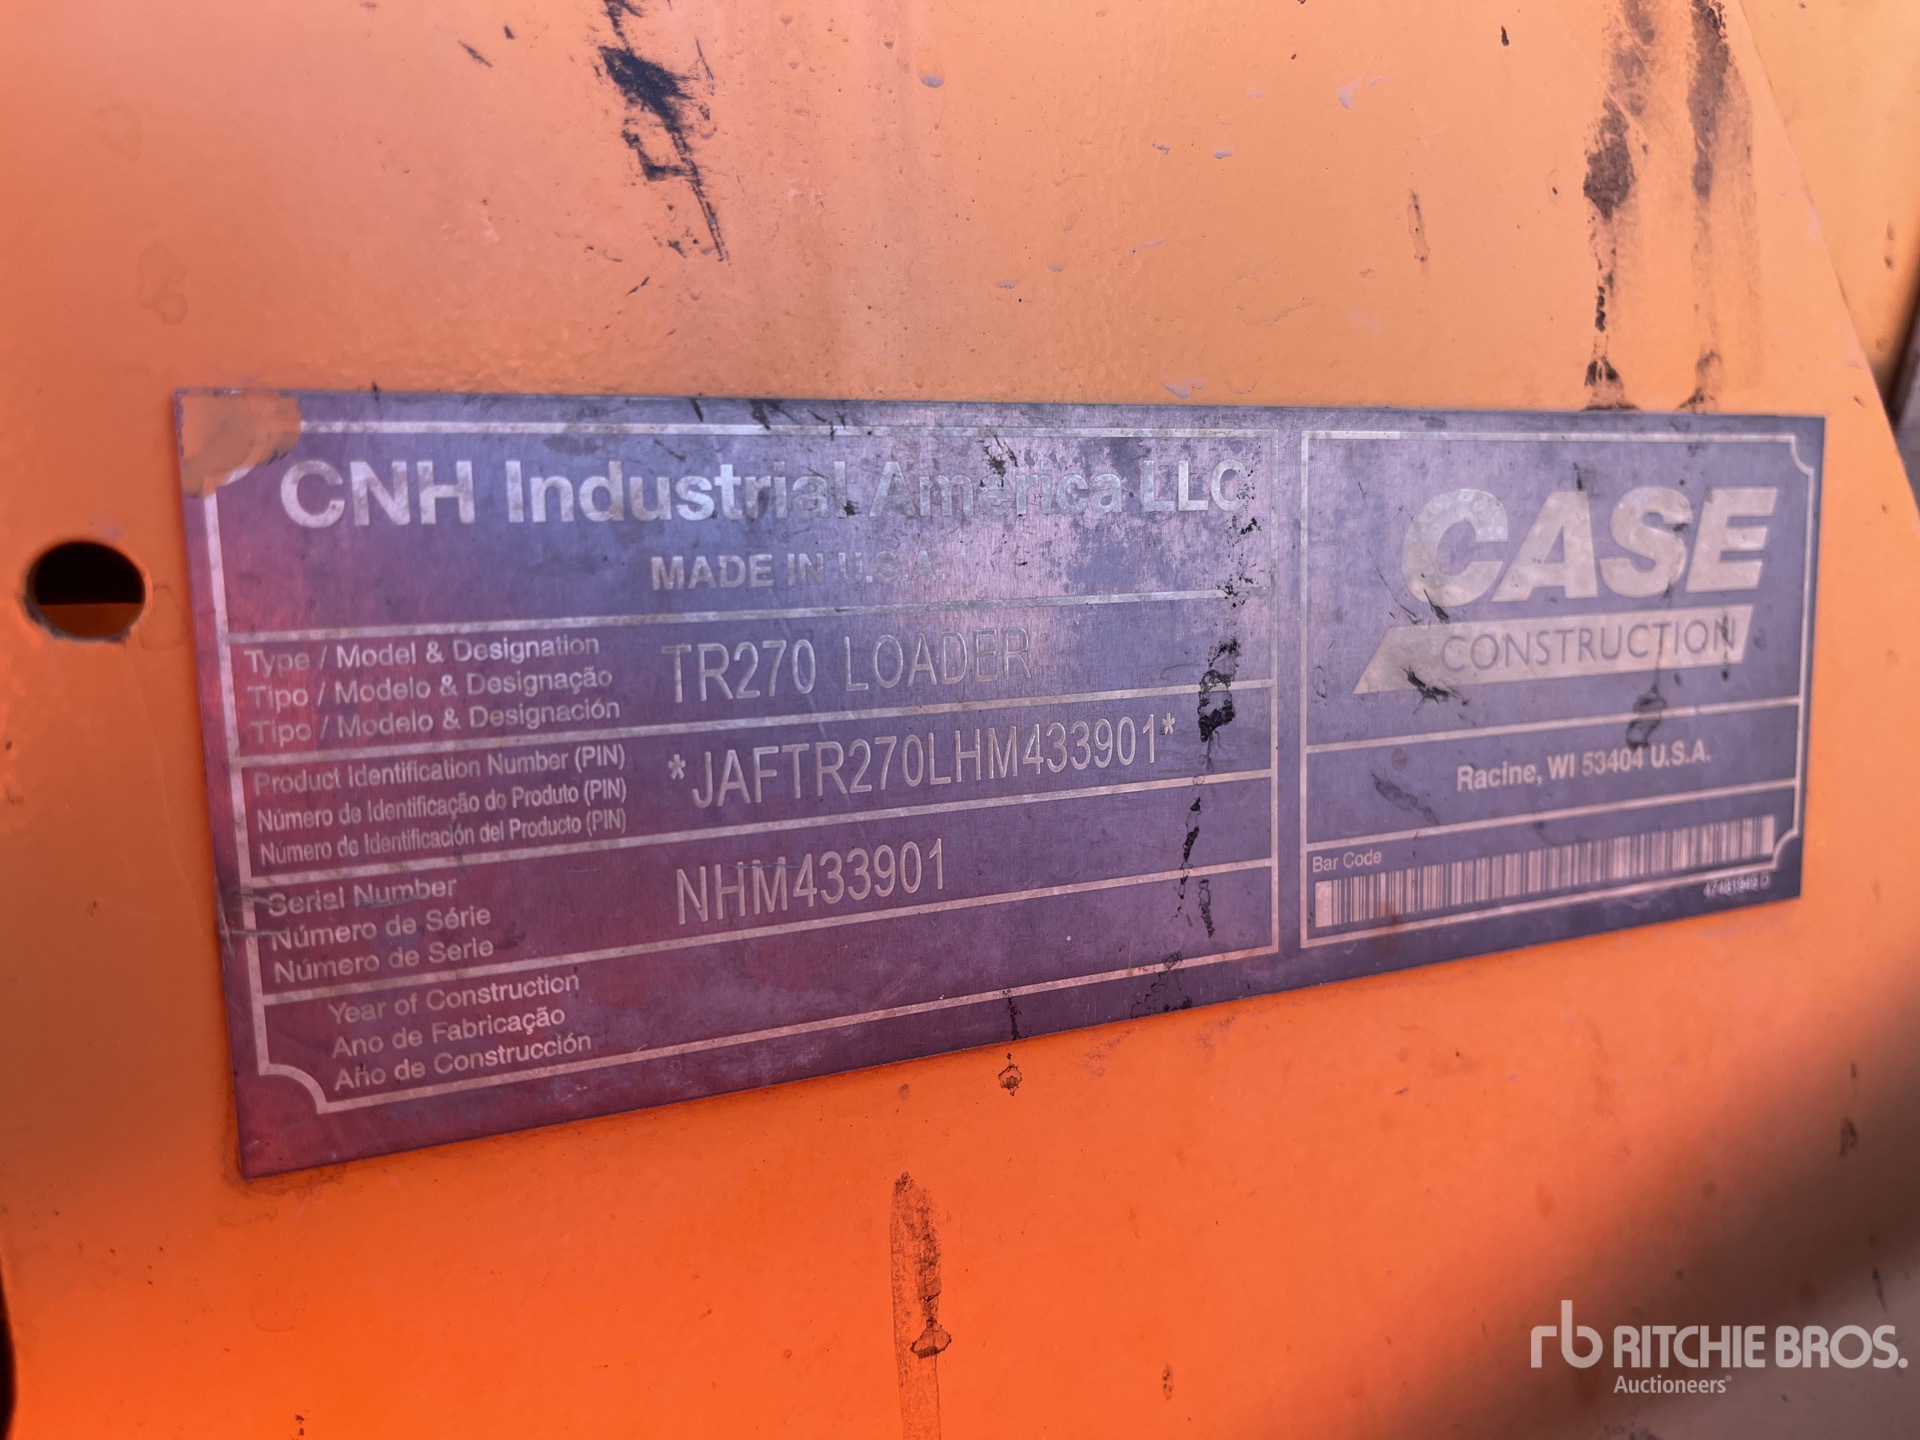 CNH Industrial America LLC
MADE IN U.S.A.
Type / Model & Designation
Tipo / Modelo & Designação
Tipo / Modelo & Designación
TR270 LOADER
Product Identification Number (PIN)
Número de Identificação do Produto (PIN)
Número de Identificación del Producto (PIN)
*JAFTR270LHM433901*
Serial Number
Número de Série
Número de Serie
NHM433901
Year of Construction
Ano de Fabricação
Año de Construcción
CASE
CONSTRUCTION
Racine, WI 53404 U.S.A.
Bar Code
rb RITCHIE BROS.
Auctioneers